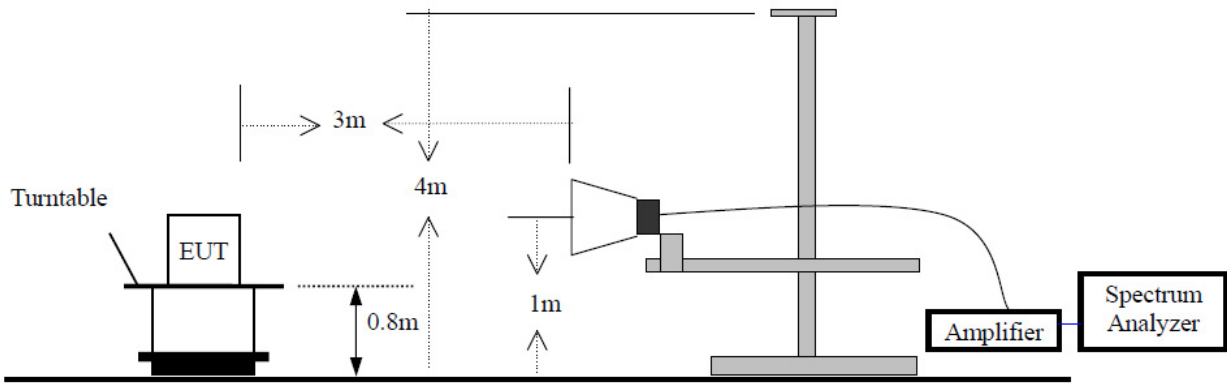 3m
4m
Turntable
EUT
1m
0.8m
Amplifier
Spectrum
Analyzer